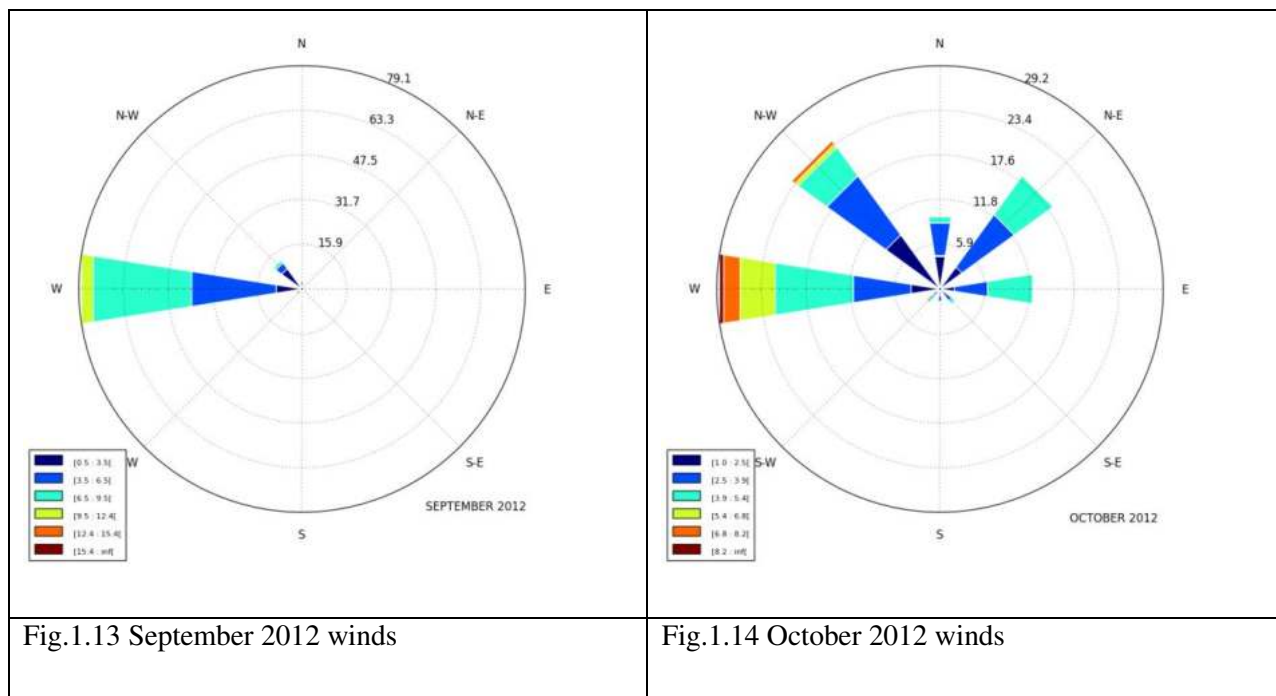 N
79.1
N-W
N-E
63.3
47.5
31.7
15.9
W
E
[0.5 : 3.5[
W
S-E
[3.5 : 6.5[
[6.5 : 9.5[
[9.5 : 12.4[
SEPTEMBER 2012
[12.4 : 15.4[
S
[15.4 : inf[
Fig.1.13 September 2012 winds
N
29.2
N-W
N-E
23.4
17.6
11.8
5.9
W
E
[1.0 : 2.5[
S-W
S-E
[2.5 : 3.9[
[3.9 : 5.4[
[5.4 : 6.8[
OCTOBER 2012
[6.8 : 8.2[
S
[8.2 : inf[
Fig.1.14 October 2012 winds